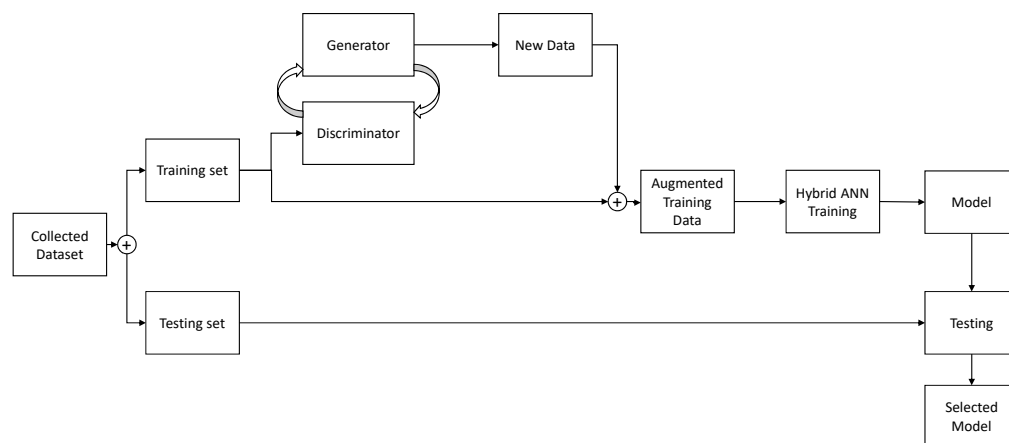 Generator
New Data
Discriminator
Training set
Augmented
Training
Data
Hybrid ANN
Training
Model
+
+
Collected
Dataset
Testing set
Testing
Selected
Model